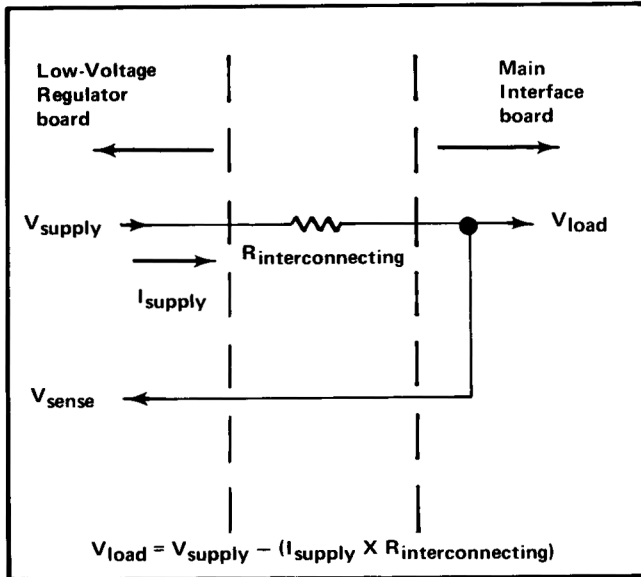 Low-Voltage
Regulator
board
Main
Interface
board
Vsupply
Rinterconnecting
Vload
Isupply
Vsense
Vload = Vsupply – (Isupply X Rinterconnecting)